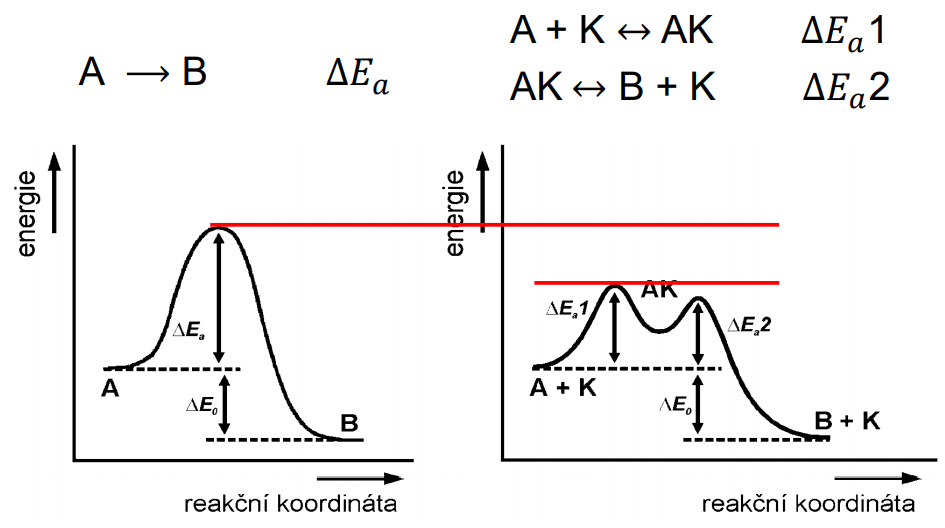 A → B ΔEₐ
A + K ↔ AK ΔEₐ1
AK ↔ B + K ΔEₐ2
energie
ΔEₐ
A
ΔE₀
B
reakční koordináta
energie
AK
ΔEₐ1
ΔEₐ2
A + K
ΔE₀
B + K
reakční koordináta